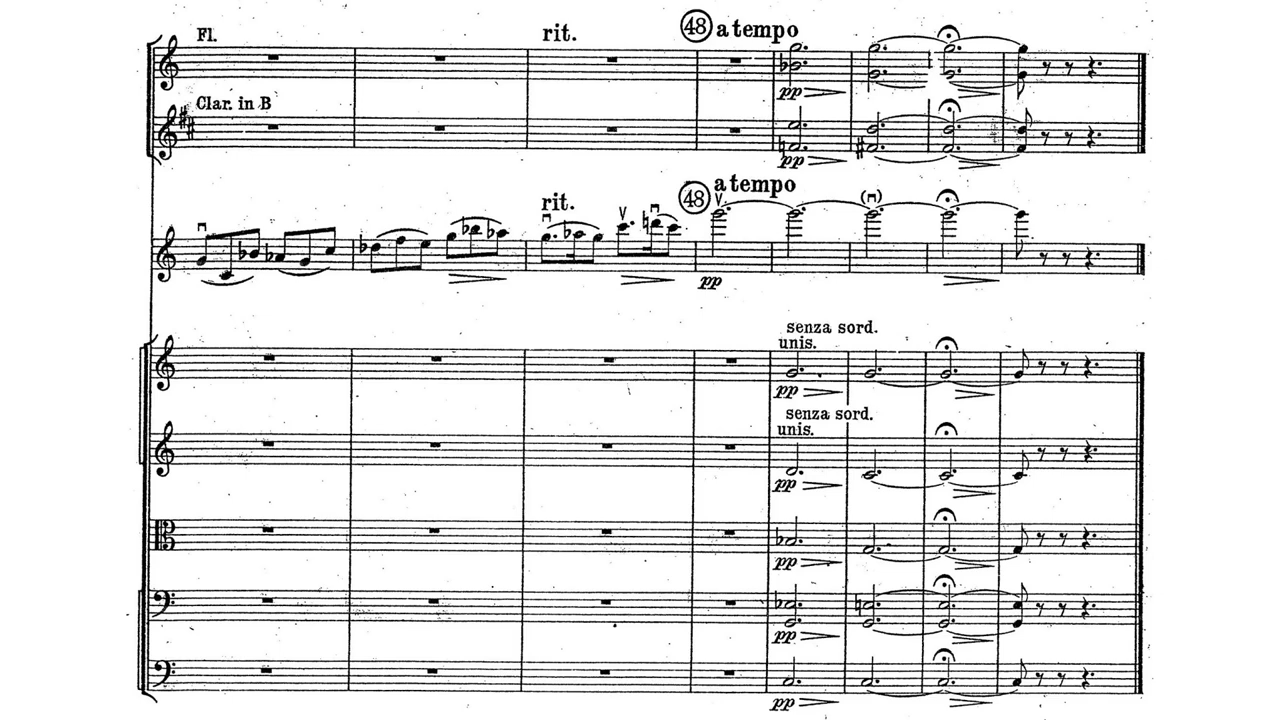 Fl.
rit.
48 a tempo
pp
Clar. in B
pp
rit.
48 a tempo
pp
senza sord.
unis.
pp
senza sord.
unis.
pp
pp
pp
pp